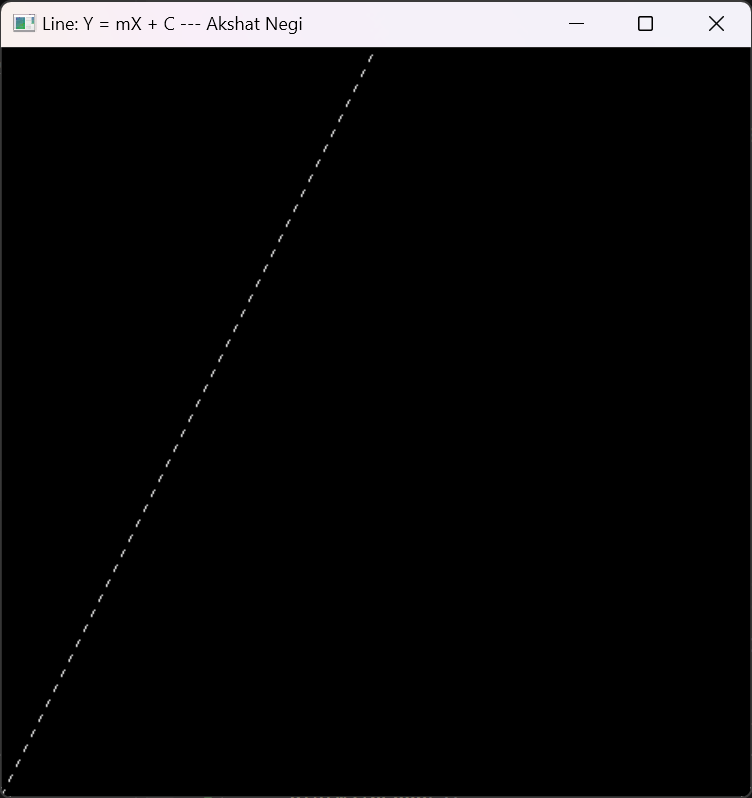 Line: Y = mX + C --- Akshat Negi